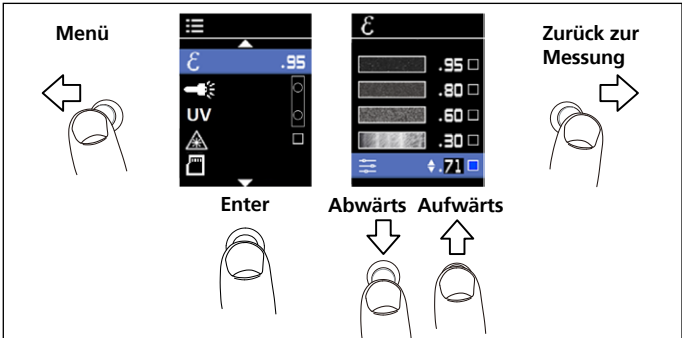 Menü
Zurück zur
Messung
ε .95
UV
ε
.95
.80
.60
.30
.71
Enter
Abwärts Aufwärts